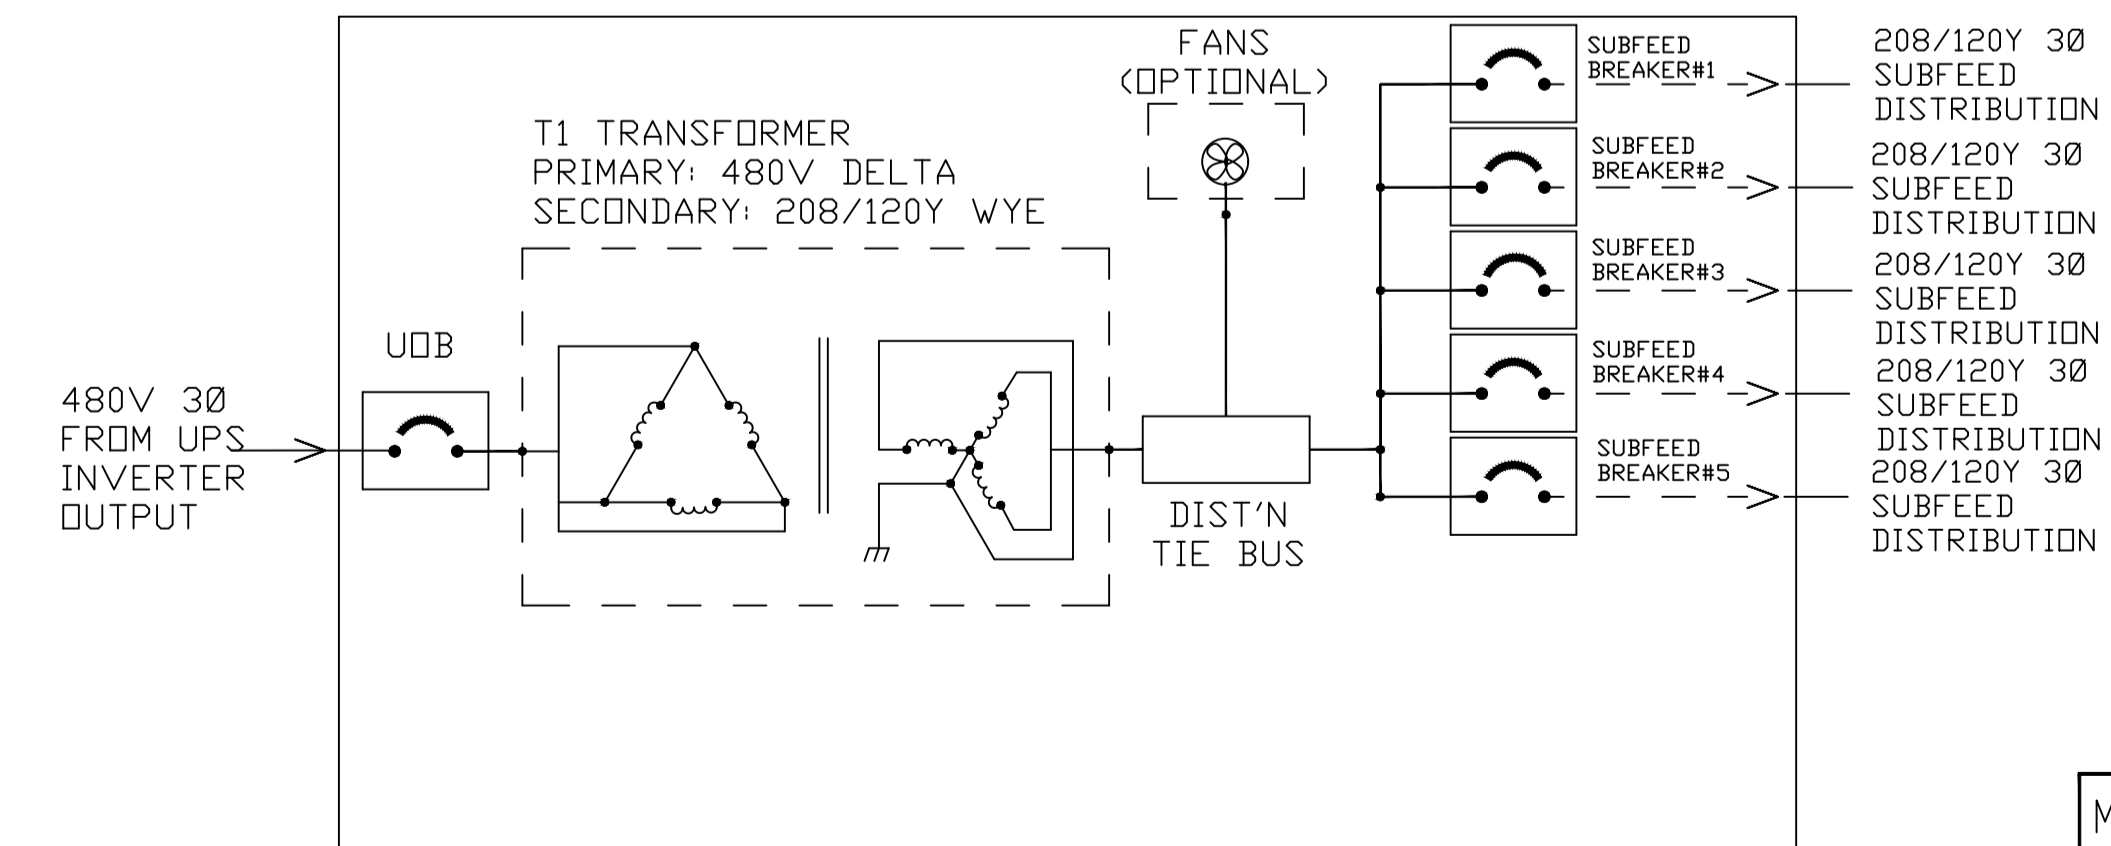 FANS
(OPTIONAL)
T1 TRANSFORMER
PRIMARY: 480V DELTA
SECONDARY: 208/120Y WYE
UOB
480V 3Ø
FROM UPS
INVERTER
OUTPUT
DIST'N
TIE BUS
SUBFEED
BREAKER#1
208/120Y 3Ø
SUBFEED
DISTRIBUTION
SUBFEED
BREAKER#2
208/120Y 3Ø
SUBFEED
DISTRIBUTION
SUBFEED
BREAKER#3
208/120Y 3Ø
SUBFEED
DISTRIBUTION
SUBFEED
BREAKER#4
208/120Y 3Ø
SUBFEED
DISTRIBUTION
SUBFEED
BREAKER#5
208/120Y 3Ø
SUBFEED
DISTRIBUTION